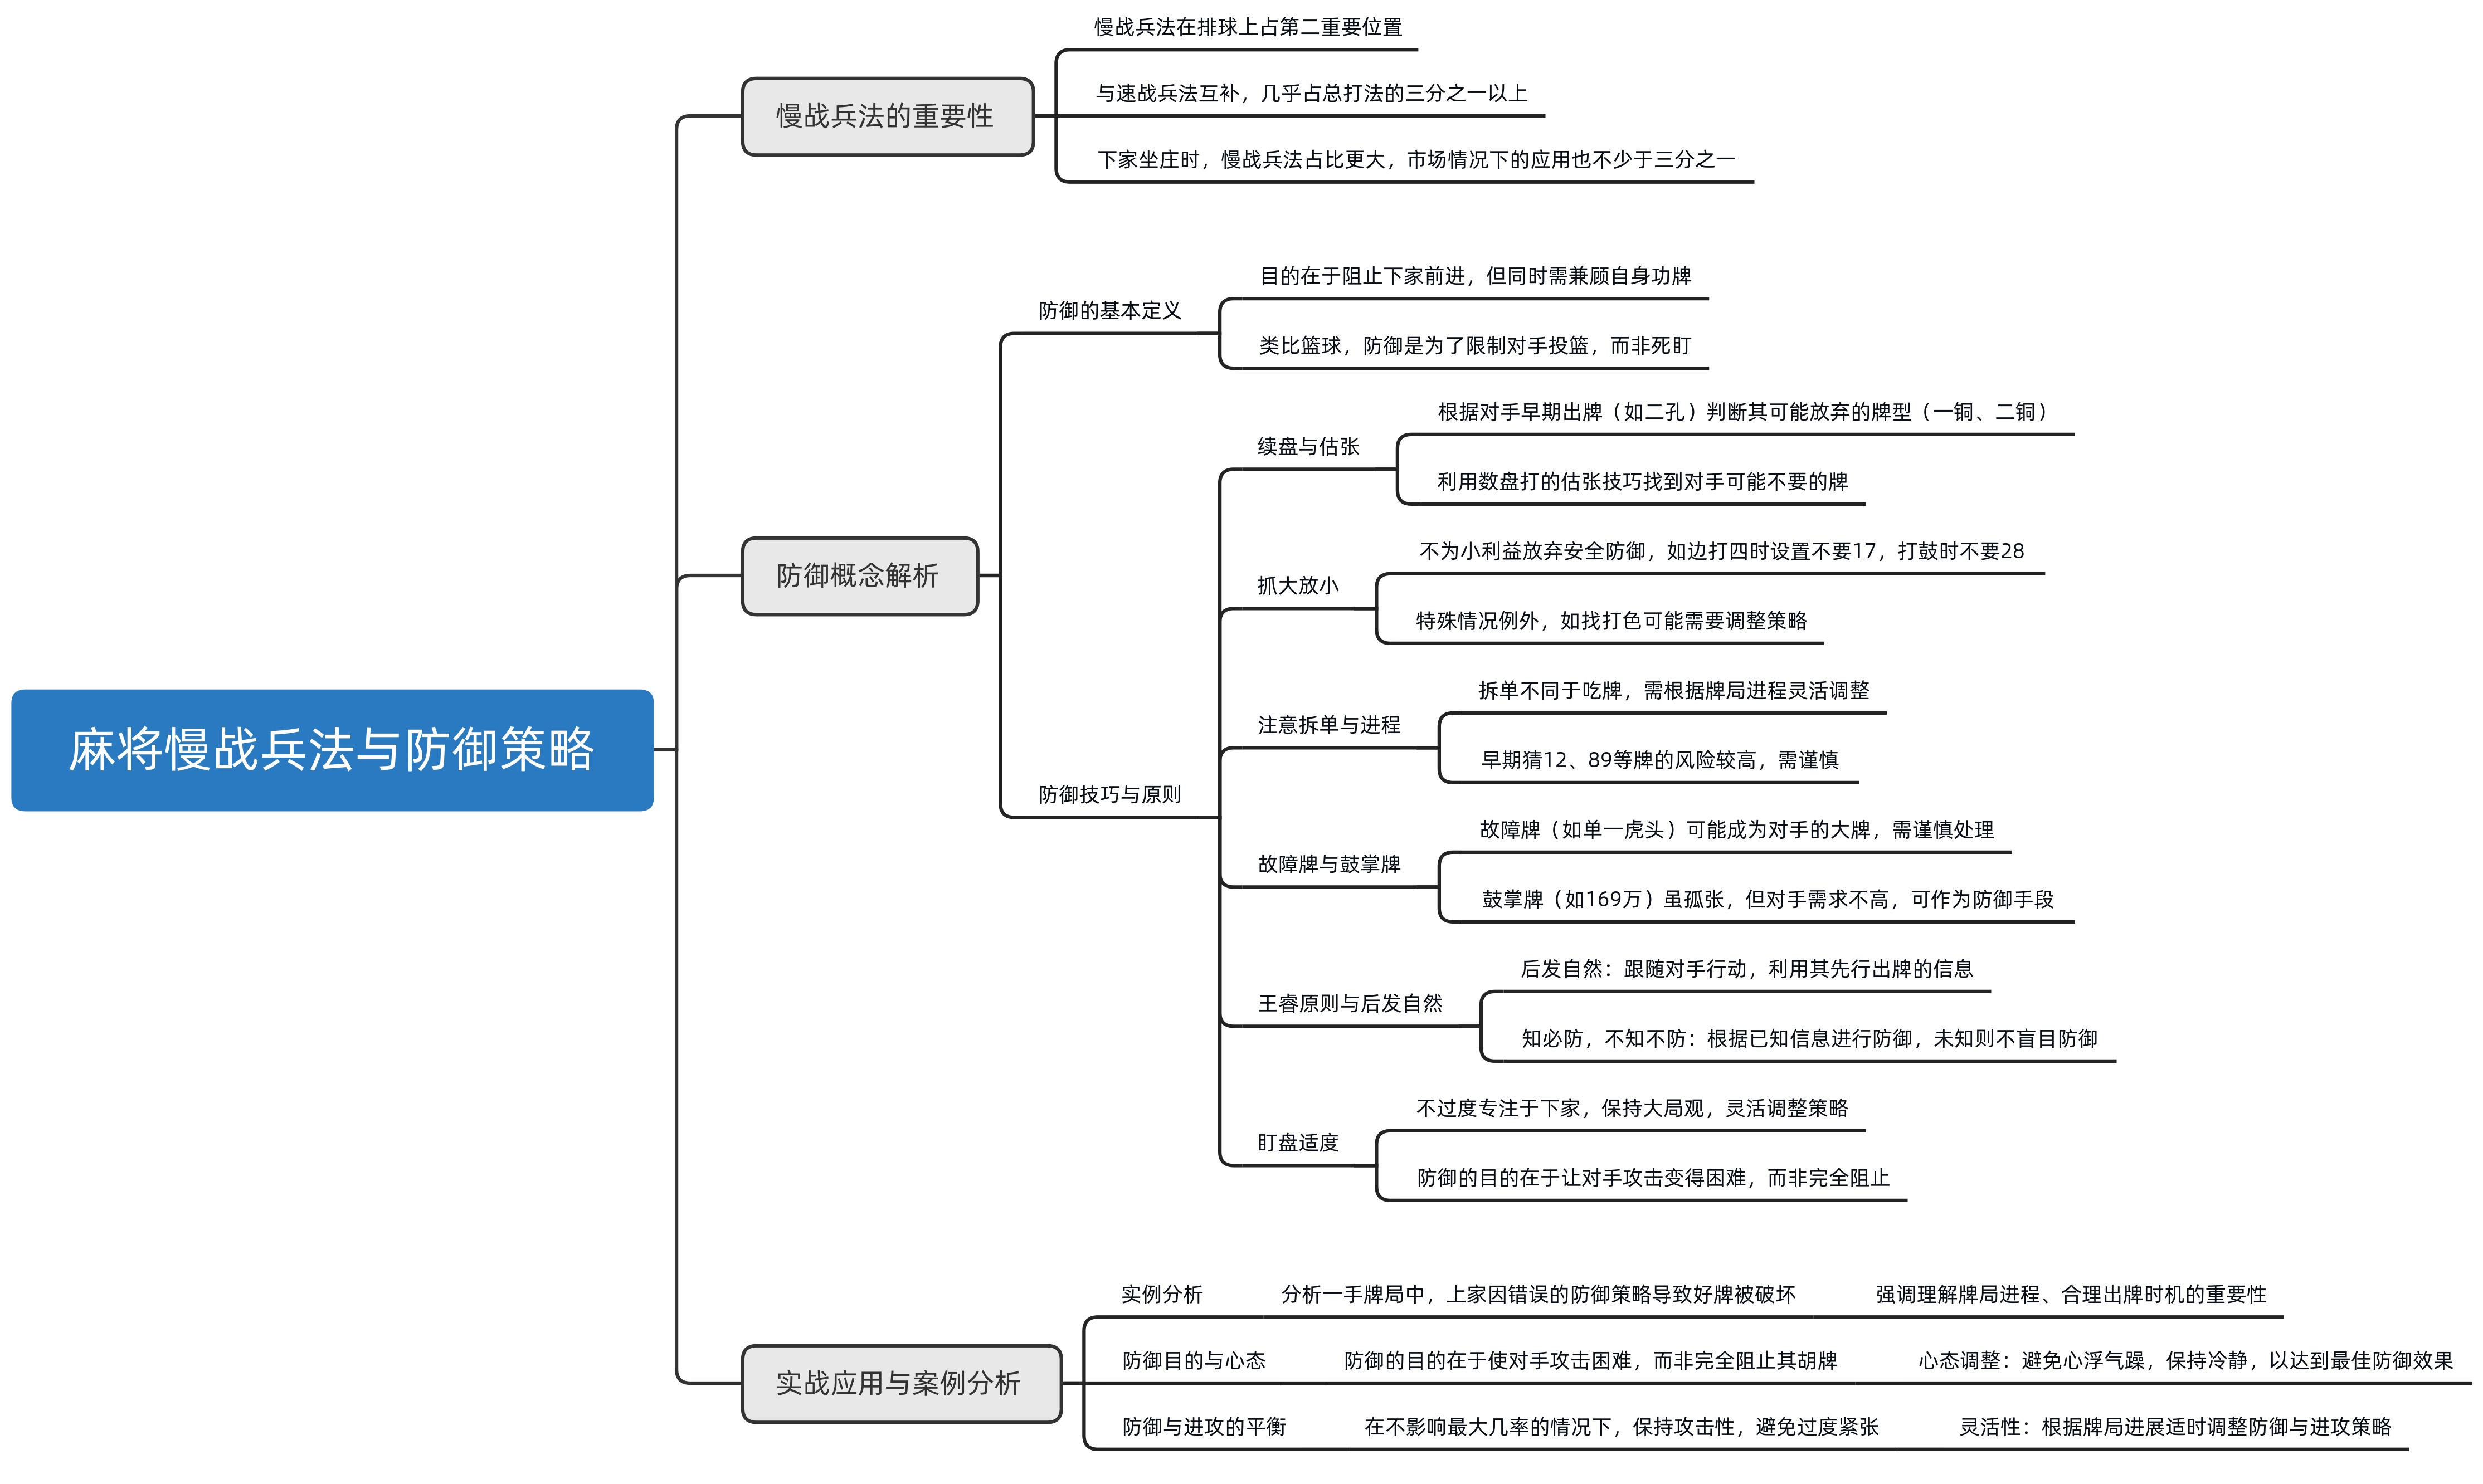 麻将慢战兵法与防御策略
慢战兵法的重要性
慢战兵法在排球上占第二重要位置
与速战兵法互补，几乎占总打法的三分之一以上
下家坐庄时，慢战兵法占比更大，市场情况下的应用也不少于三分之一
防御概念解析
防御的基本定义
目的在于阻止下家前进，但同时需兼顾自身功牌
类比篮球，防御是为了限制对手投篮，而非死盯
防御技巧与原则
续盘与估张
根据对手早期出牌（如二孔）判断其可能放弃的牌型（一铜、二铜）
利用数盘打的估张技巧找到对手可能不要的牌
抓大放小
不为小利益放弃安全防御，如边打四时设置不要17，打鼓时不要28
特殊情况例外，如找打色可能需要调整策略
注意拆单与进程
拆单不同于吃牌，需根据牌局进程灵活调整
早期猜12、89等牌的风险较高，需谨慎
故障牌与鼓掌牌
故障牌（如单一虎头）可能成为对手的大牌，需谨慎处理
鼓掌牌（如169万）虽孤张，但对手需求不高，可作为防御手段
王睿原则与后发自然
后发自然：跟随对手行动，利用其先行出牌的信息
知必防，不知不防：根据已知信息进行防御，未知则不盲目防御
盯盘适度
不过度专注于下家，保持大局观，灵活调整策略
防御的目的在于让对手攻击变得困难，而非完全阻止
实战应用与案例分析
实例分析
分析一手牌局中，上家因错误的防御策略导致好牌被破坏
强调理解牌局进程、合理出牌时机的重要性
防御目的与心态
防御的目的在于使对手攻击困难，而非完全阻止其胡牌
心态调整：避免心浮气躁，保持冷静，以达到最佳防御效果
防御与进攻的平衡
在不影响最大几率的情况下，保持攻击性，避免过度紧张
灵活性：根据牌局进展适时调整防御与进攻策略